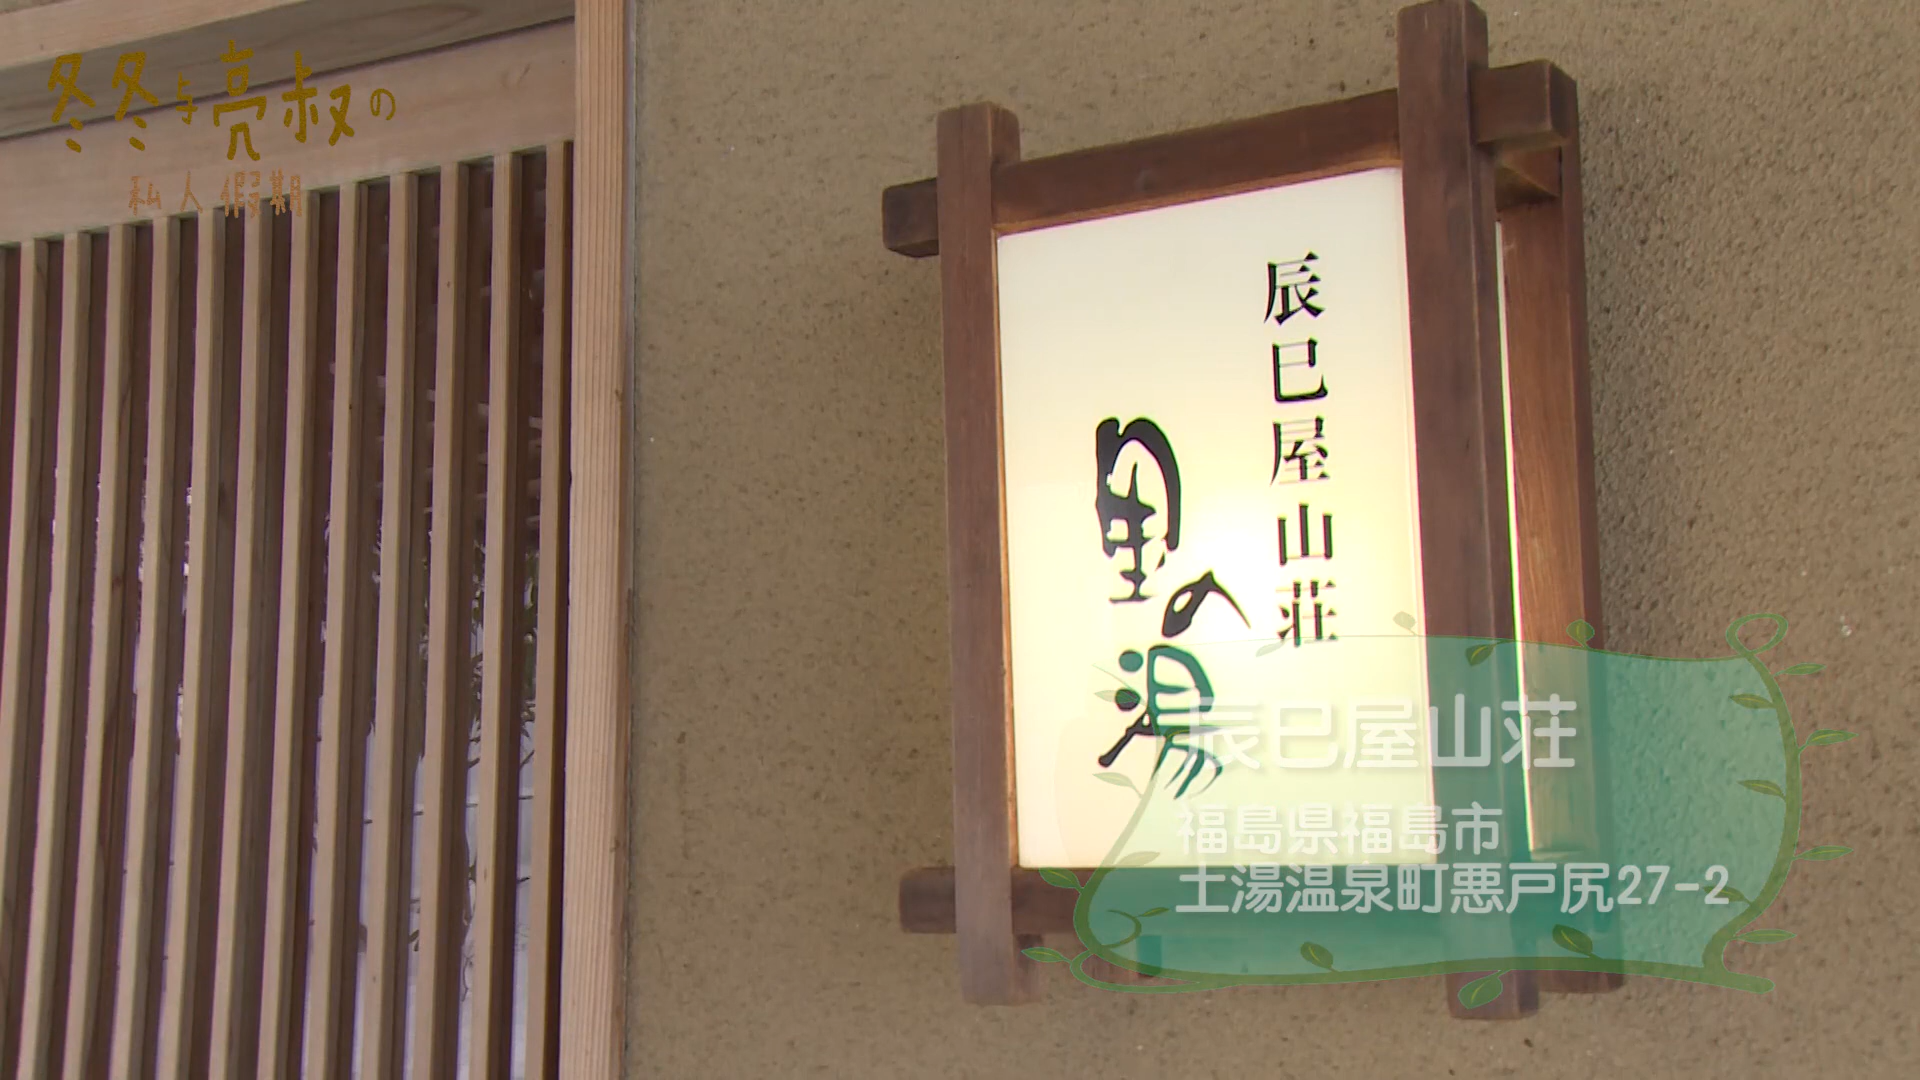 冬冬与亮叔の
私人假期
辰巳屋山荘
里の湯
辰巳屋山荘
福島県福島市
土湯温泉町悪戸尻27-2